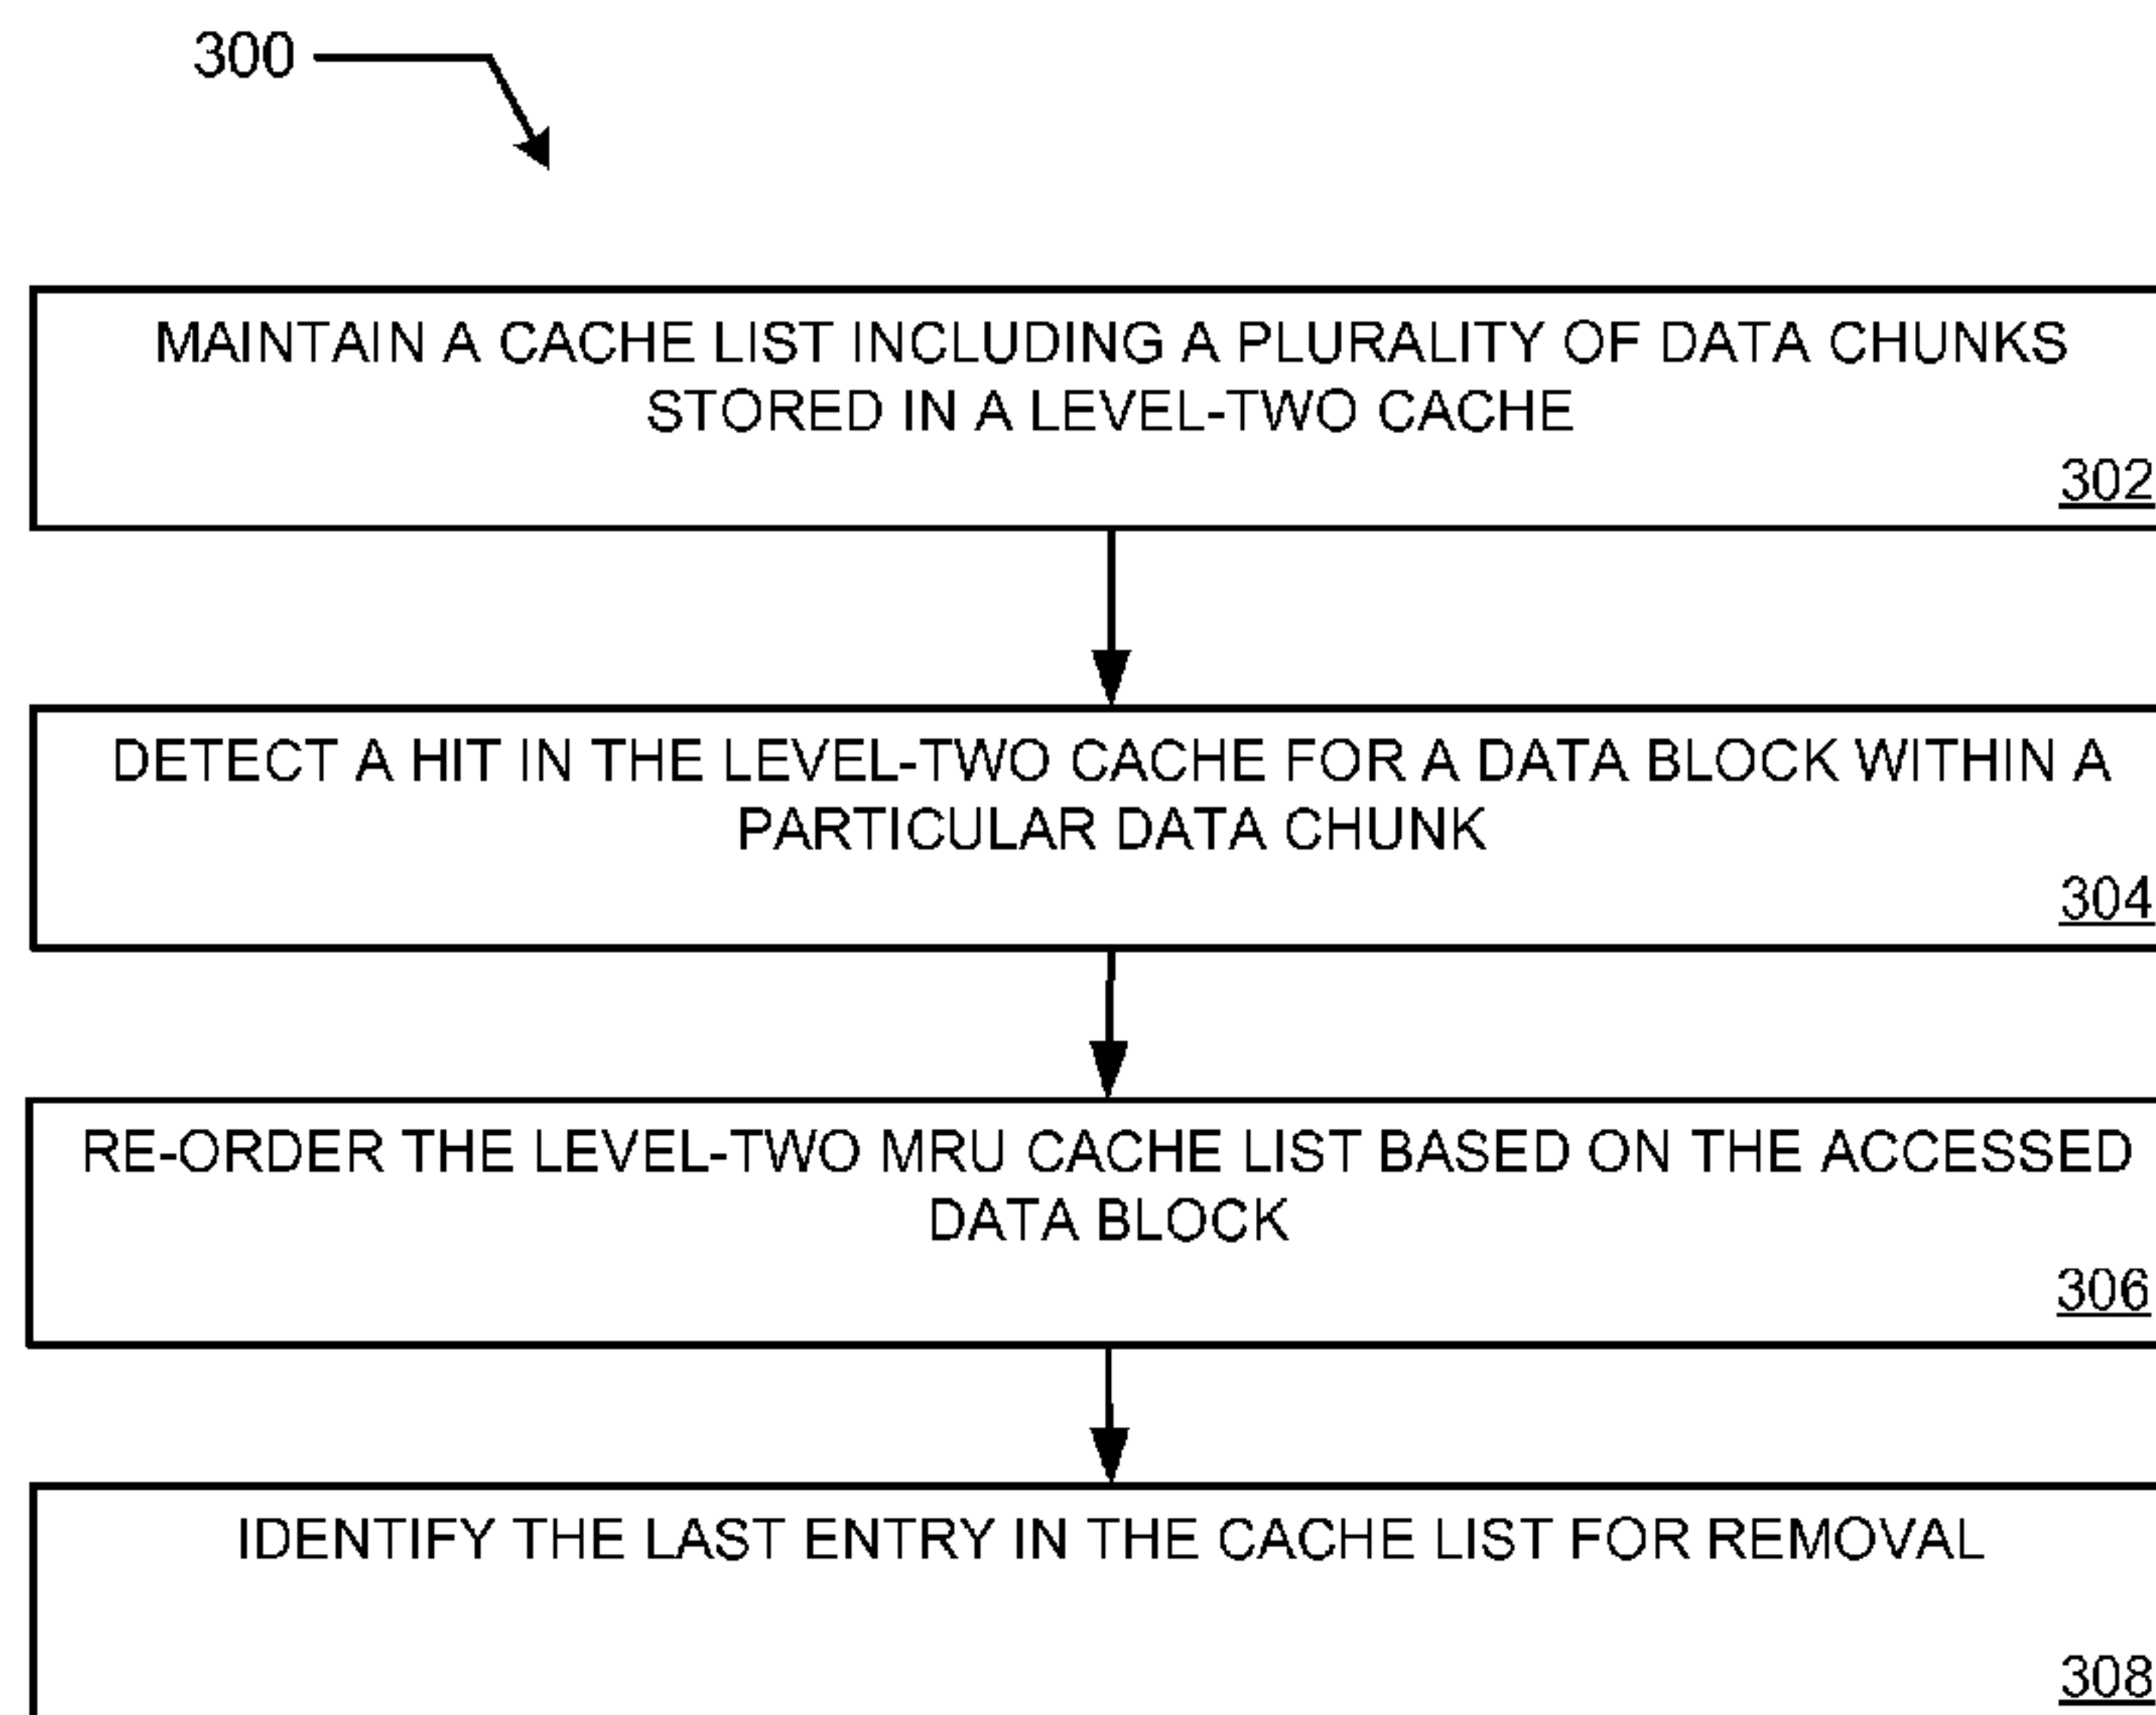 300
MAINTAIN A CACHE LIST INCLUDING A PLURALITY OF DATA CHUNKS
STORED IN A LEVEL-TWO CACHE
302
DETECT A HIT IN THE LEVEL-TWO CACHE FOR A DATA BLOCK WITHIN A
PARTICULAR DATA CHUNK
304
RE-ORDER THE LEVEL-TWO MRU CACHE LIST BASED ON THE ACCESSED
DATA BLOCK
306
IDENTIFY THE LAST ENTRY IN THE CACHE LIST FOR REMOVAL
308